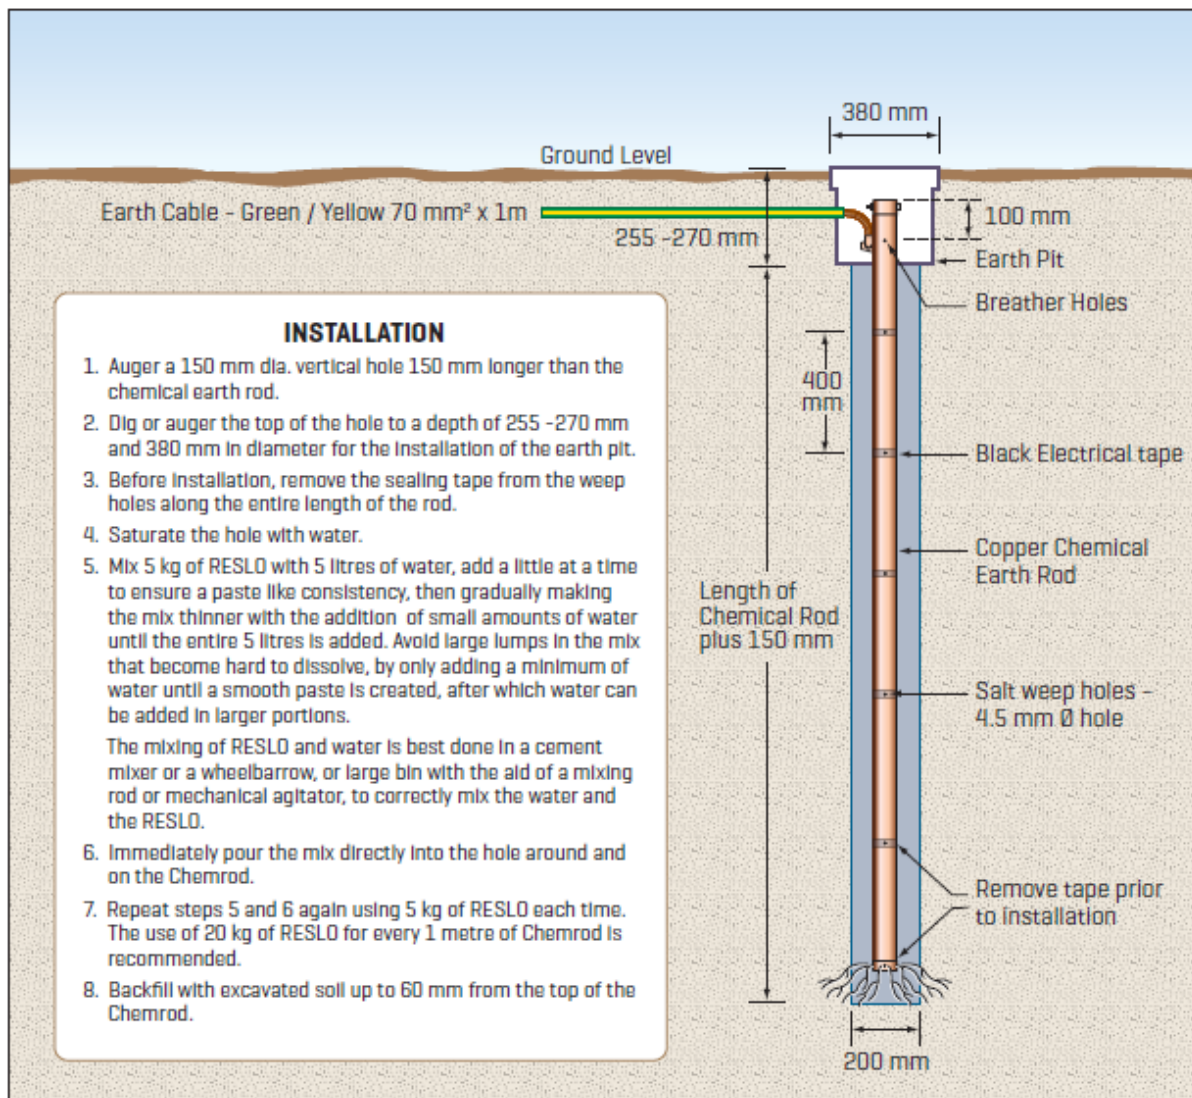 380 mm
Ground Level
Earth Cable - Green / Yellow 70 mm² x 1m
100 mm
255 -270 mm
Earth Pit
Breather Holes
400
mm
Black Electrical tape
Copper Chemical
Earth Rod
Length of
Chemical Rod
plus 150 mm
Salt weep holes -
4.5 mm Ø hole
Remove tape prior
to installation
200 mm
INSTALLATION
1. Auger a 150 mm dia. vertical hole 150 mm longer than the
chemical earth rod.
2. Dig or auger the top of the hole to a depth of 255 -270 mm
and 380 mm in diameter for the installation of the earth pit.
3. Before installation, remove the sealing tape from the weep
holes along the entire length of the rod.
4. Saturate the hole with water.
5. Mix 5 kg of RESLO with 5 litres of water, add a little at a time
to ensure a paste like consistency, then gradually making
the mix thinner with the addition of small amounts of water
until the entire 5 litres is added. Avoid large lumps in the mix
that become hard to dissolve, by only adding a minimum of
water until a smooth paste is created, after which water can
be added in larger portions.
The mixing of RESLO and water is best done in a cement
mixer or a wheelbarrow, or large bin with the aid of a mixing
rod or mechanical agitator, to correctly mix the water and
the RESLO.
6. Immediately pour the mix directly into the hole around and
on the Chemrod.
7. Repeat steps 5 and 6 again using 5 kg of RESLO each time.
The use of 20 kg of RESLO for every 1 metre of Chemrod is
recommended.
8. Backfill with excavated soil up to 60 mm from the top of the
Chemrod.